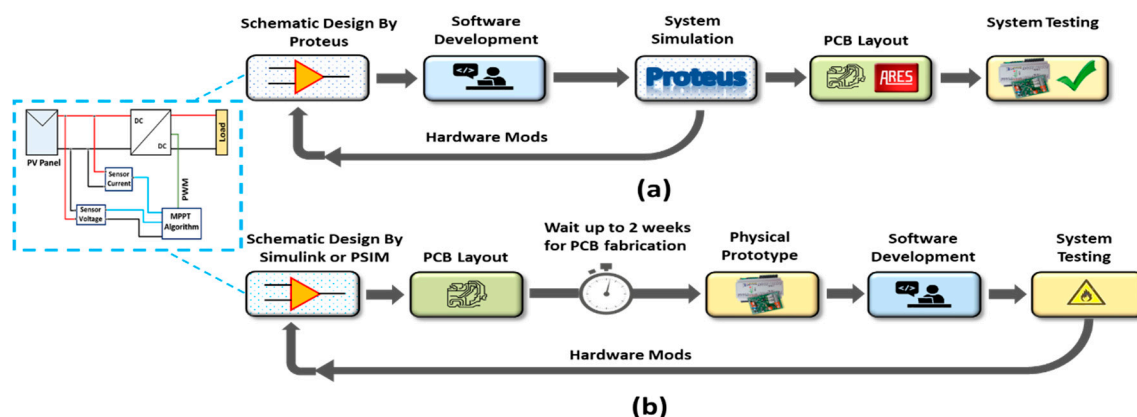 Schematic Design By
Proteus
Software
Development
System
Simulation
PCB Layout
System Testing
</>
Proteus
ARES
Hardware Mods
(a)
PV Panel
DC
DC
Load
Sensor
Current
PWM
Sensor
Voltage
MPPT
Algorithm
Schematic Design By
Simulink or PSIM
PCB Layout
Wait up to 2 weeks
for PCB fabrication
Physical
Prototype
Software
Development
System
Testing
</>
Hardware Mods
(b)